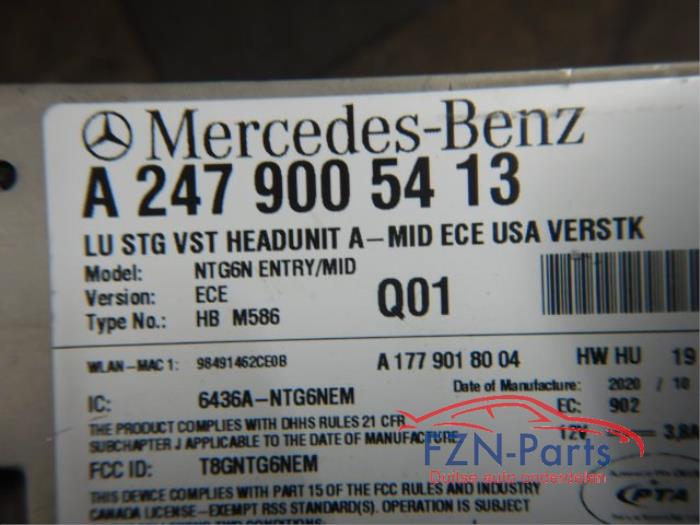 Mercedes-Benz
A 247 900 54 13
LU STG VST HEADUNIT A-MID ECE USA VERSTK
Model: NTG6N ENTRY/MID
Version: ECE
Type No.: HB M586
Q01
WLAN-MAC 1: 98491462CE0B
A 177 901 80 04 HW HU 19
Date of Manufacture: 2020 / 10
IC: 6436A-NTG6NEM
EC: 902
THE PRODUCT COMPLIES WITH DHHS RULES 21 CFR
12V 3,8A
SUBCHAPTER J APPLICABLE TO THE DATE OF MANUFACTURE.
FZN-Parts
Duitse auto onderdelen
FCC ID: T8GNTG6NEM
THIS DEVICE COMPLIES WITH PART 15 OF THE FCC RULES AND INDUSTRY
CANADA LICENSE-EXEMPT RSS STANDARD(S). OPERATION IS SUBJECT
PTA